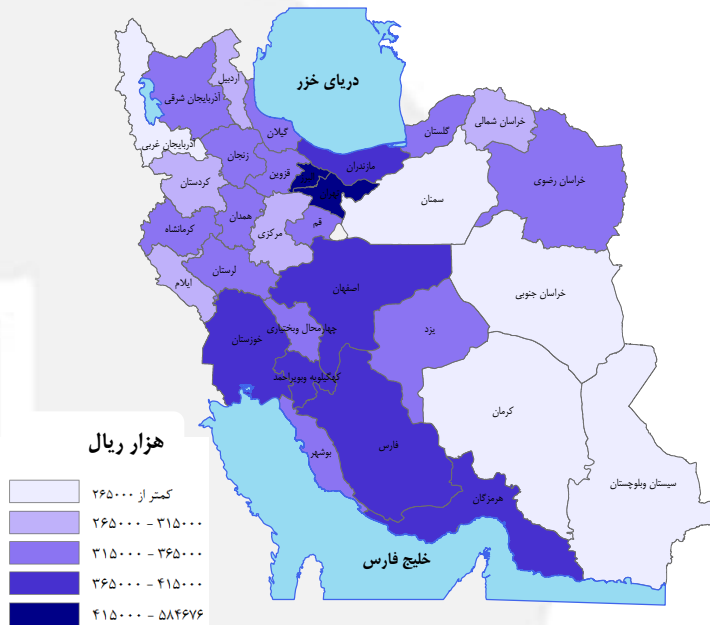 دریای خزر
اردبیل
آذربایجان شرقی
گیلان
گلستان
خراسان شمالی
آذربایجان غربی
زنجان
مازندران
قزوین
خراسان رضوی
کردستان
سمنان
همدان
قم
کرمانشاه
مرکزی
لرستان
ایلام
اصفهان
خراسان جنوبی
چهارمحال وبختیاری
یزد
خوزستان
کهگیلویه وبویراحمد
کرمان
فارس
بوشهر
سیستان وبلوچستان
هرمزگان
خلیج فارس
هزار ریال
کمتر از ۲۶۵۰۰۰
۲۶۵۰۰۰ - ۳۱۵۰۰۰
۳۱۵۰۰۰ - ۳۶۵۰۰۰
۳۶۵۰۰۰ - ۴۱۵۰۰۰
۴۱۵۰۰۰ - ۵۸۴۶۷۶